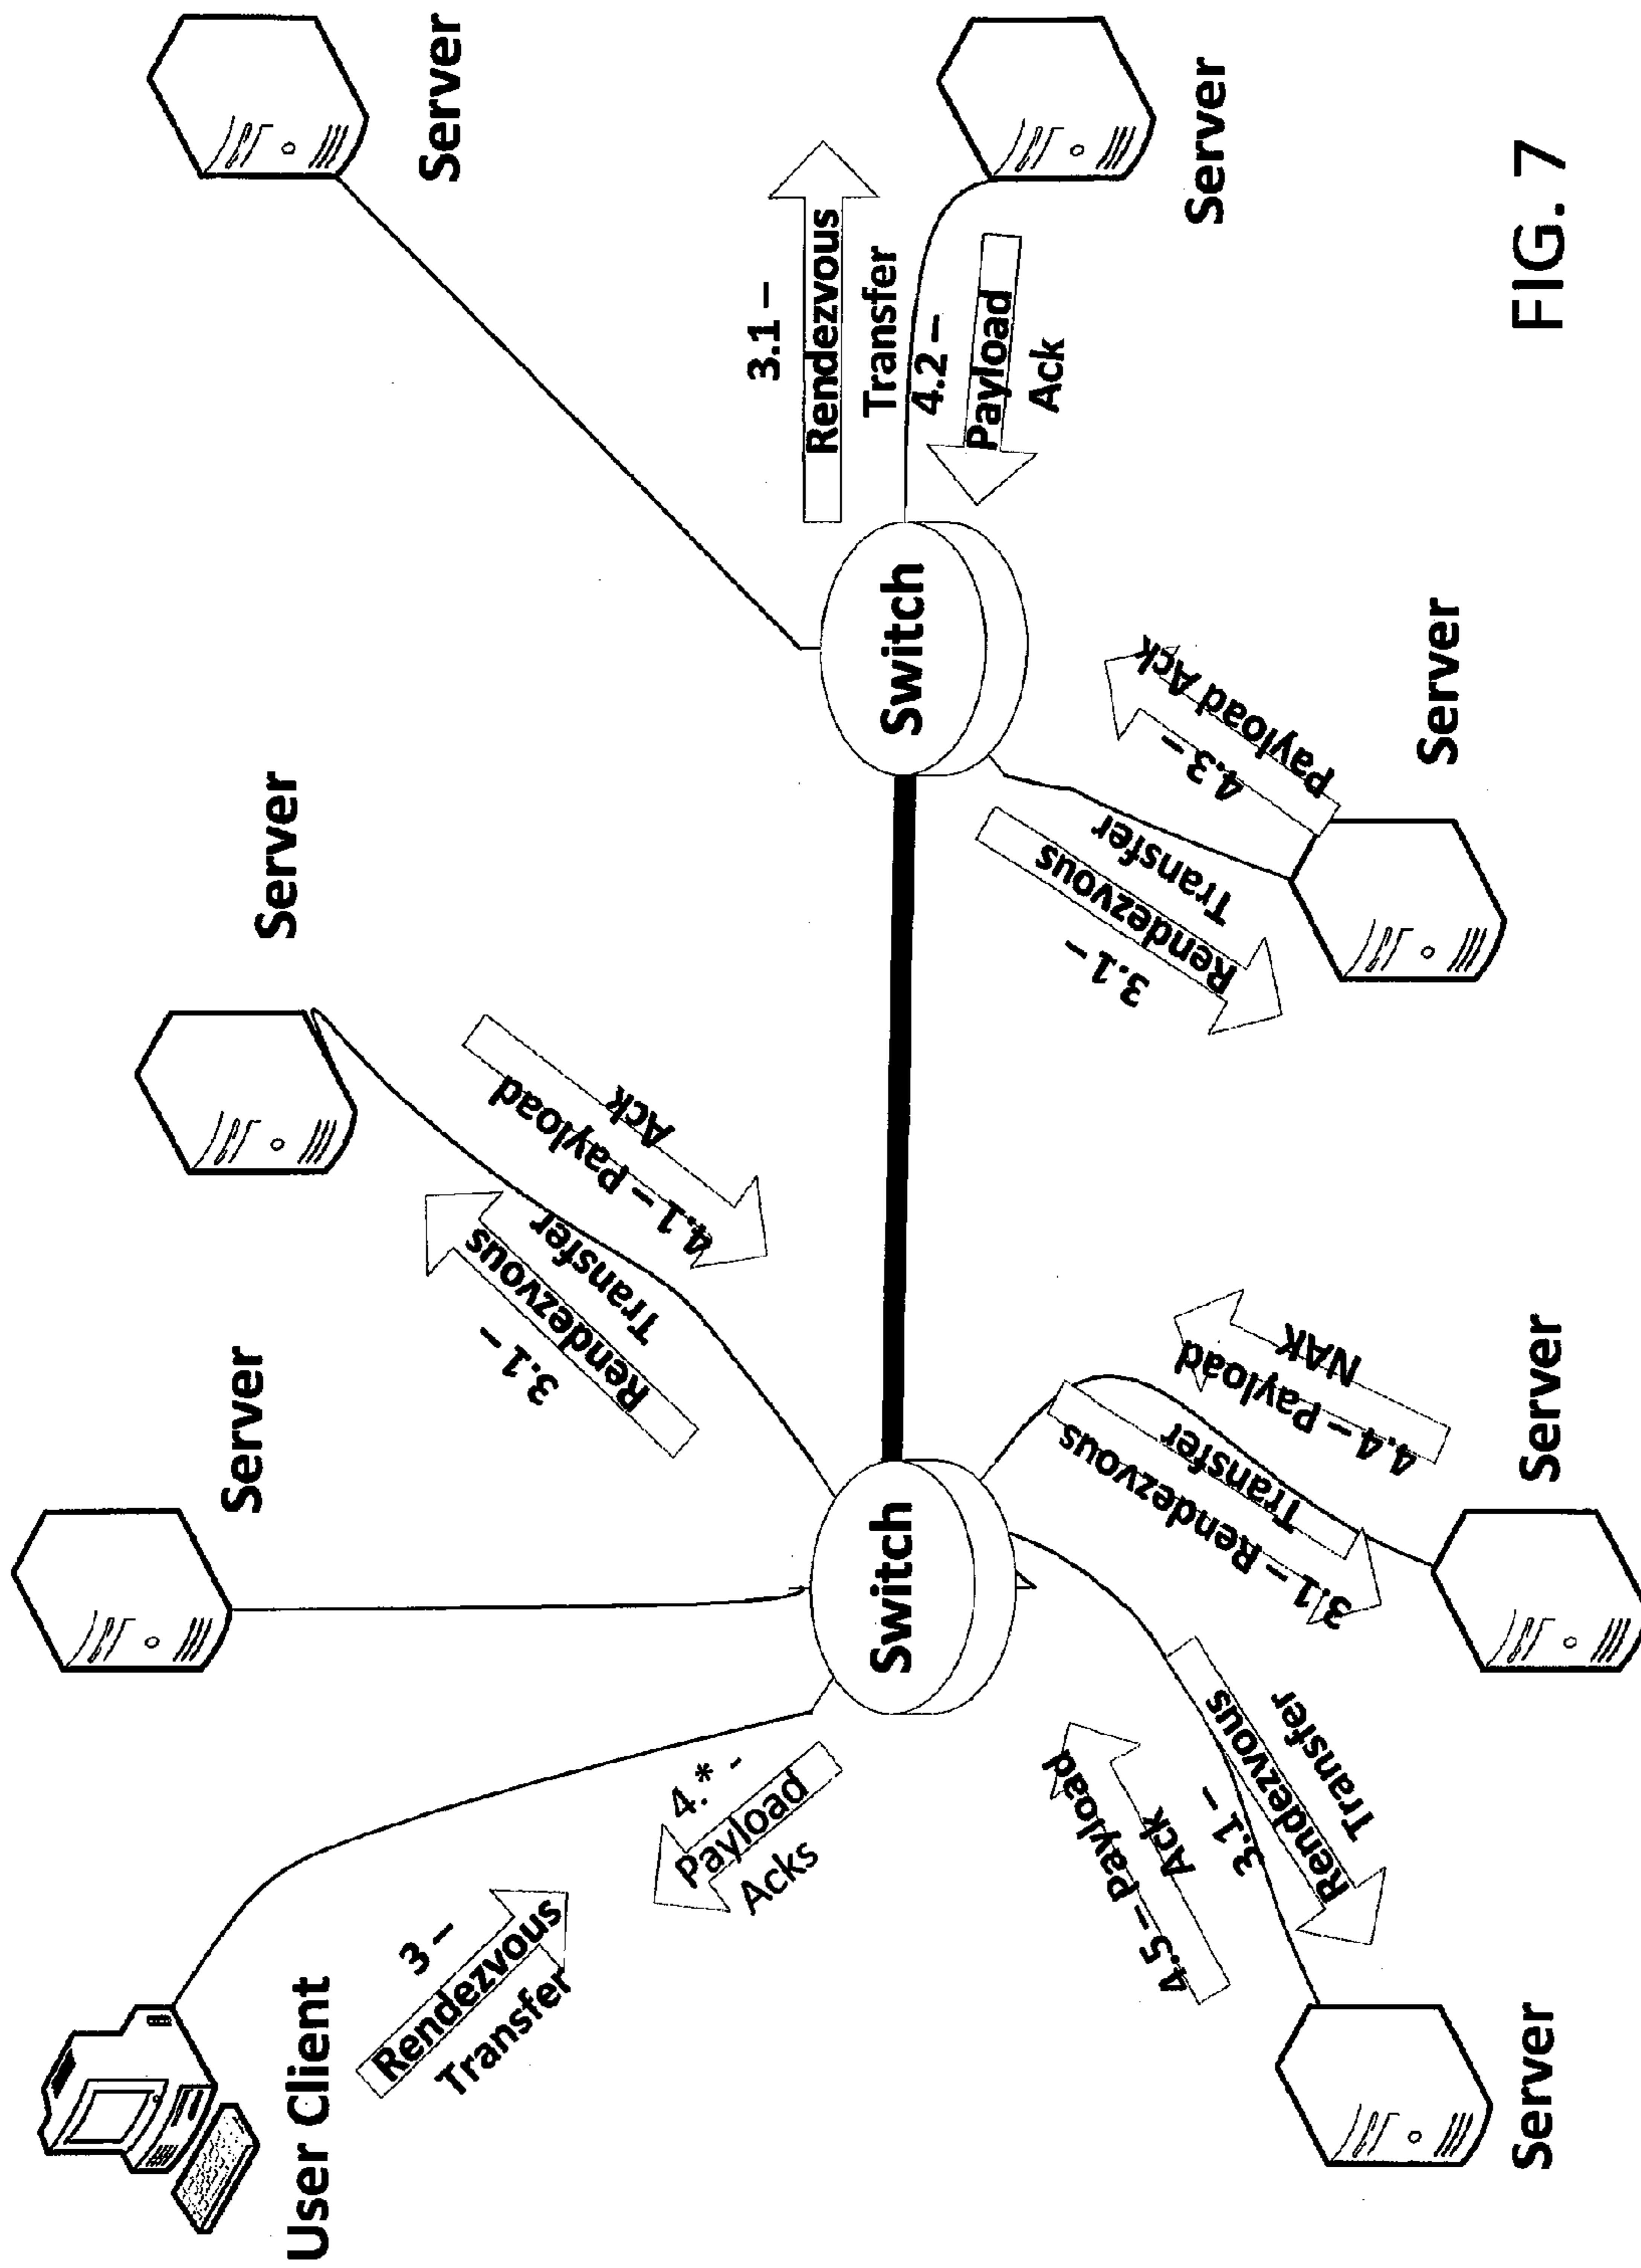 User Client
3 –
Rendezvous
Transfer
4.* -
Payload
Acks
Server
Server
3.1 –
Rendezvous
Transfer
4.1 – Payload
Ack
Server
Switch
Switch
3.1 –
Rendezvous
Transfer
4.2 –
Payload
Ack
Server
4.5 – Payload
Ack
3.1 –
Rendezvous
Transfer
Server
3.1 – Rendezvous
Transfer
4.4 – Payload
NAK
Server
3.1 –
Rendezvous
Transfer
4.3 –
Payload Ack
Server
FIG. 7